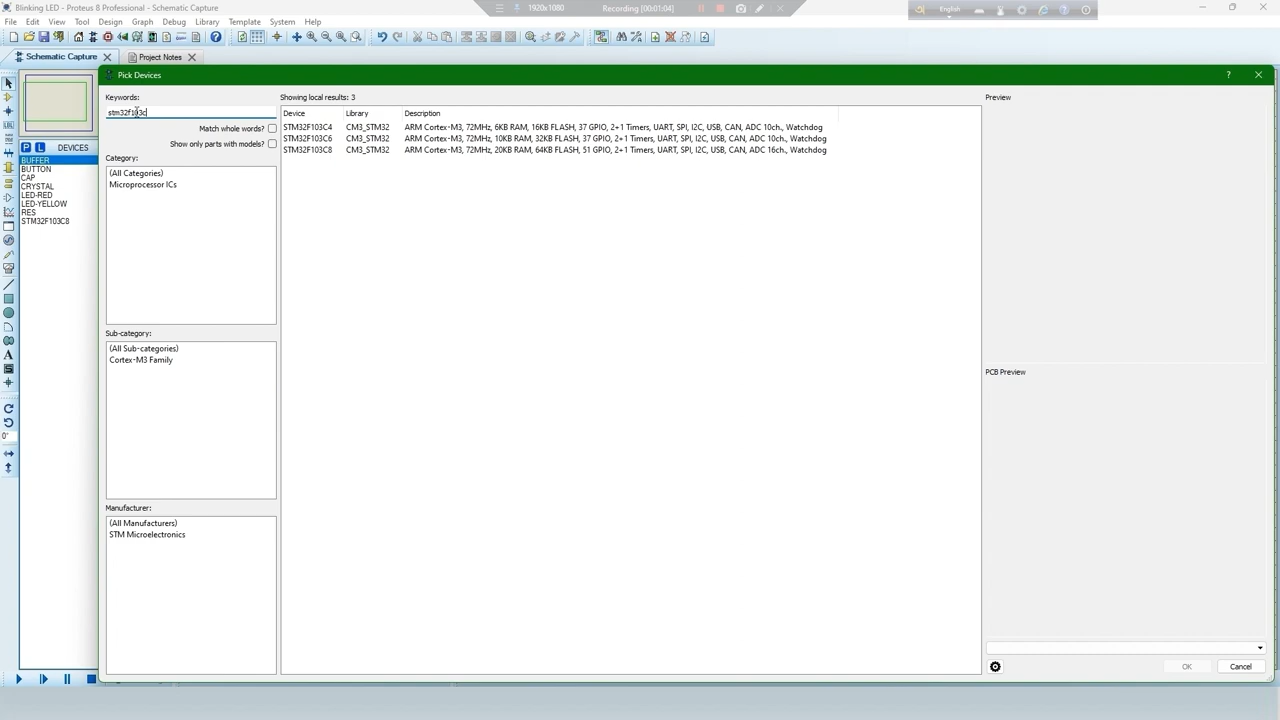 Blinking LED - Proteus 8 Professional - Schematic Capture
1920x1080
Recording [00:01:04]
English
File Edit View Tool Design Graph Debug Library Template System Help
Schematic Capture
Project Notes
Pick Devices
Keywords:
stm32f103c
Match whole words?
Show only parts with models?
Category:
(All Categories)
Microprocessor ICs
Sub-category:
(All Sub-categories)
Cortex-M3 Family
Manufacturer:
(All Manufacturers)
STM Microelectronics
P L DEVICES
BUFFER
BUTTON
CAP
CRYSTAL
LED-RED
LED-YELLOW
RES
STM32F103C8
0°
Showing local results: 3
Device Library Description
STM32F103C4 CM3_STM32 ARM Cortex-M3, 72MHz, 6KB RAM, 16KB FLASH, 37 GPIO, 2+1 Timers, UART, SPI, I2C, USB, CAN, ADC 10ch., Watchdog
STM32F103C6 CM3_STM32 ARM Cortex-M3, 72MHz, 10KB RAM, 32KB FLASH, 37 GPIO, 2+1 Timers, UART, SPI, I2C, USB, CAN, ADC 10ch., Watchdog
STM32F103C8 CM3_STM32 ARM Cortex-M3, 72MHz, 20KB RAM, 64KB FLASH, 51 GPIO, 2+1 Timers, UART, SPI, I2C, USB, CAN, ADC 16ch., Watchdog
Preview
PCB Preview
OK
Cancel